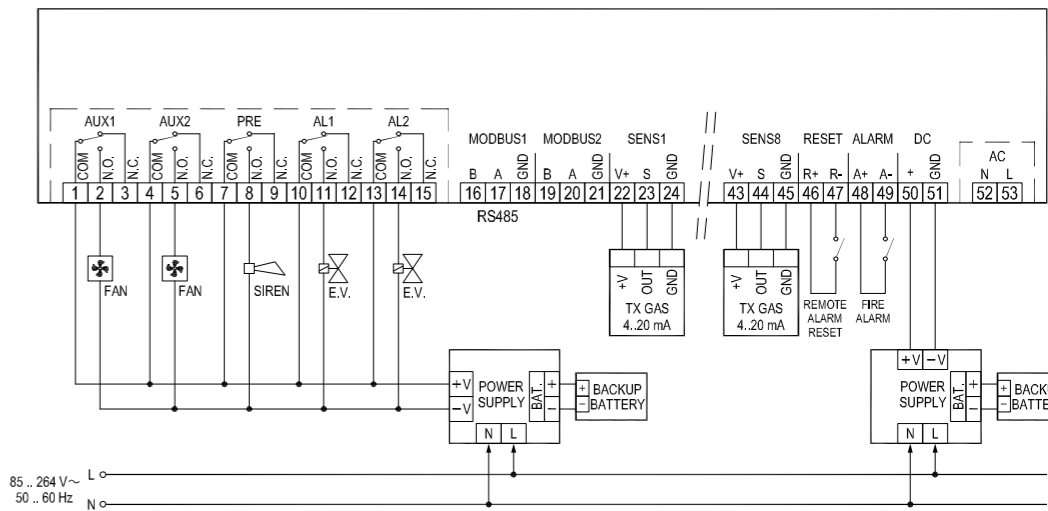 AUX1 AUX2 PRE AL1 AL2
MODBUS1 MODBUS2 SENS1 SENS8 RESET ALARM DC AC
COM N.O. N.C. COM N.O. N.C. COM N.O. N.C. COM N.O. N.C. COM N.O. N.C. B A GND B A GND V+ S GND V+ S GND R+ R- A+ A- + GND N L
1 2 3 4 5 6 7 8 9 10 11 12 13 14 15 16 17 18 19 20 21 22 23 24 43 44 45 46 47 48 49 50 51 52 53
RS485
FAN FAN SIREN E.V. E.V.
+V OUT GND +V OUT GND
TX GAS TX GAS
4..20 mA 4..20 mA
REMOTE
ALARM
RESET
FIRE
ALARM
+V
−V
POWER
SUPPLY
BAT.
+
−
+
−
BACKUP
BATTERY
N L
+V −V
POWER
SUPPLY
BAT.
+
−
+
−
N L
85 .. 264 V~
50 .. 60 Hz
L
N